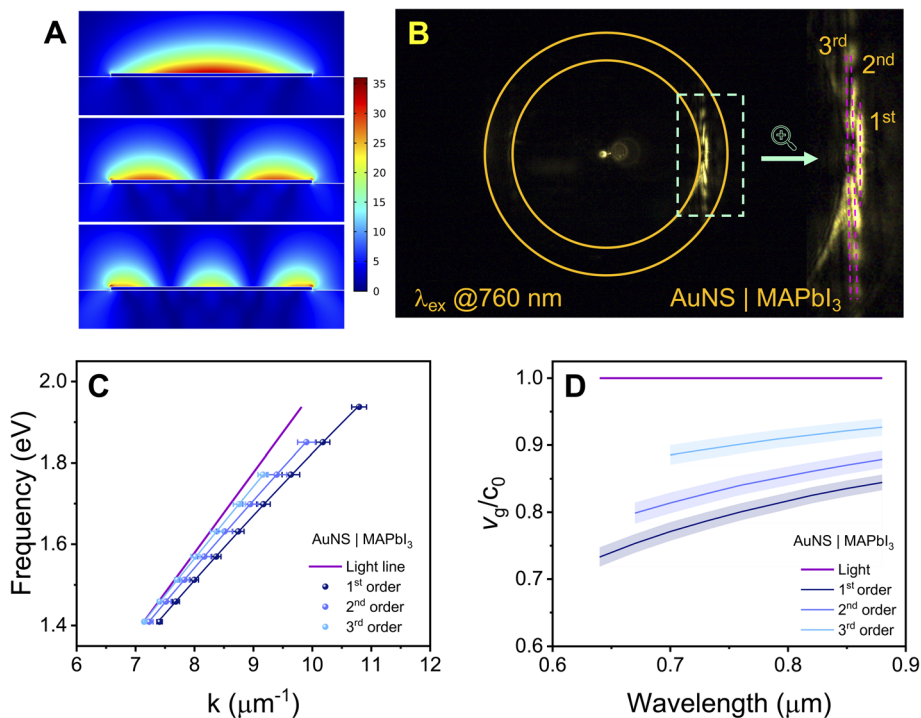 A
35
30
25
20
15
10
5
0
B
3rd
2nd
1st
λex @760 nm
AuNS | MAPbI3
C
2.0
1.8
1.6
1.4
Frequency (eV)
6 7 8 9 10 11 12
k (μm-1)
AuNS | MAPbI3
Light line
1st order
2nd order
3rd order
D
1.0
0.9
0.8
0.7
0.6
vg/c0
0.6 0.7 0.8 0.9
Wavelength (μm)
AuNS | MAPbI3
Light
1st order
2nd order
3rd order